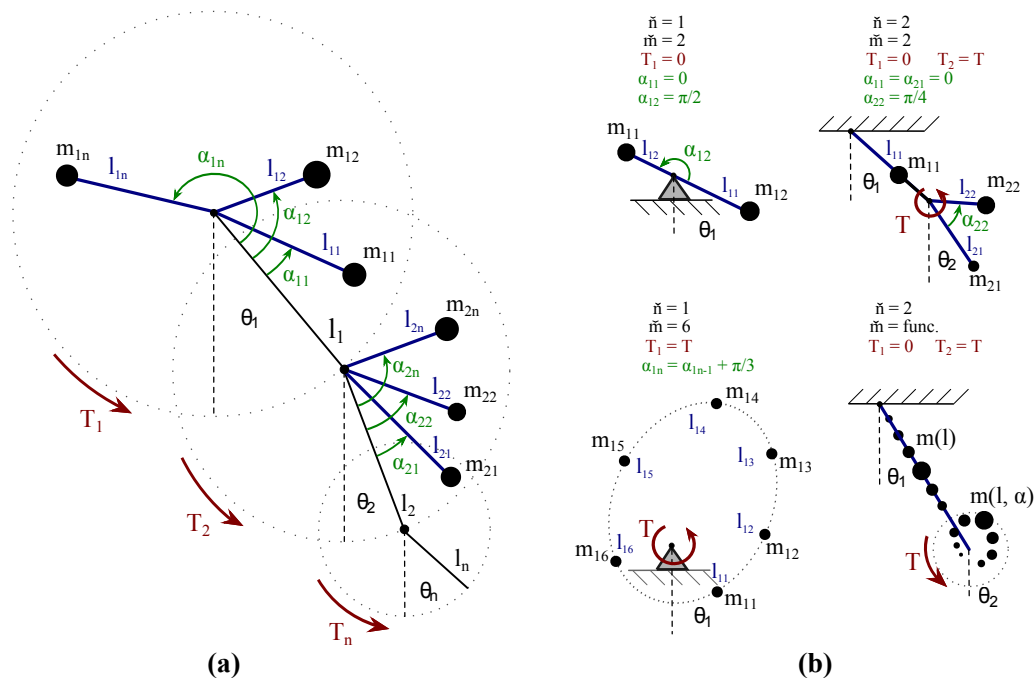 m₁ₙ
l₁ₙ
α₁ₙ
l₁₂
m₁₂
α₁₂
l₁₁
m₁₁
α₁₁
θ₁
l₁
T₁
l₂ₙ
m₂ₙ
α₂ₙ
l₂₂
m₂₂
α₂₂
l₂₁
m₂₁
α₂₁
θ₂
l₂
T₂
lₙ
θₙ
Tₙ
(a)
ň = 1
m̌ = 2
T₁ = 0
α₁₁ = 0
α₁₂ = π/2
m₁₁
l₁₂
α₁₂
l₁₁
m₁₂
θ₁
ň = 2
m̌ = 2
T₁ = 0 T₂ = T
α₁₁ = α₂₁ = 0
α₂₂ = π/4
l₁₁
m₁₁
θ₁
l₂₂
m₂₂
T
α₂₂
l₂₁
θ₂
m₂₁
ň = 1
m̌ = 6
T₁ = T
α₁ₙ = α₁ₙ₋₁ + π/3
m₁₄
l₁₄
m₁₅
l₁₅
l₁₃
m₁₃
T
l₁₂
m₁₂
m₁₆
l₁₆
l₁₁
m₁₁
θ₁
ň = 2
m̌ = func.
T₁ = 0 T₂ = T
m(l)
θ₁
m(l, α)
T
θ₂
(b)